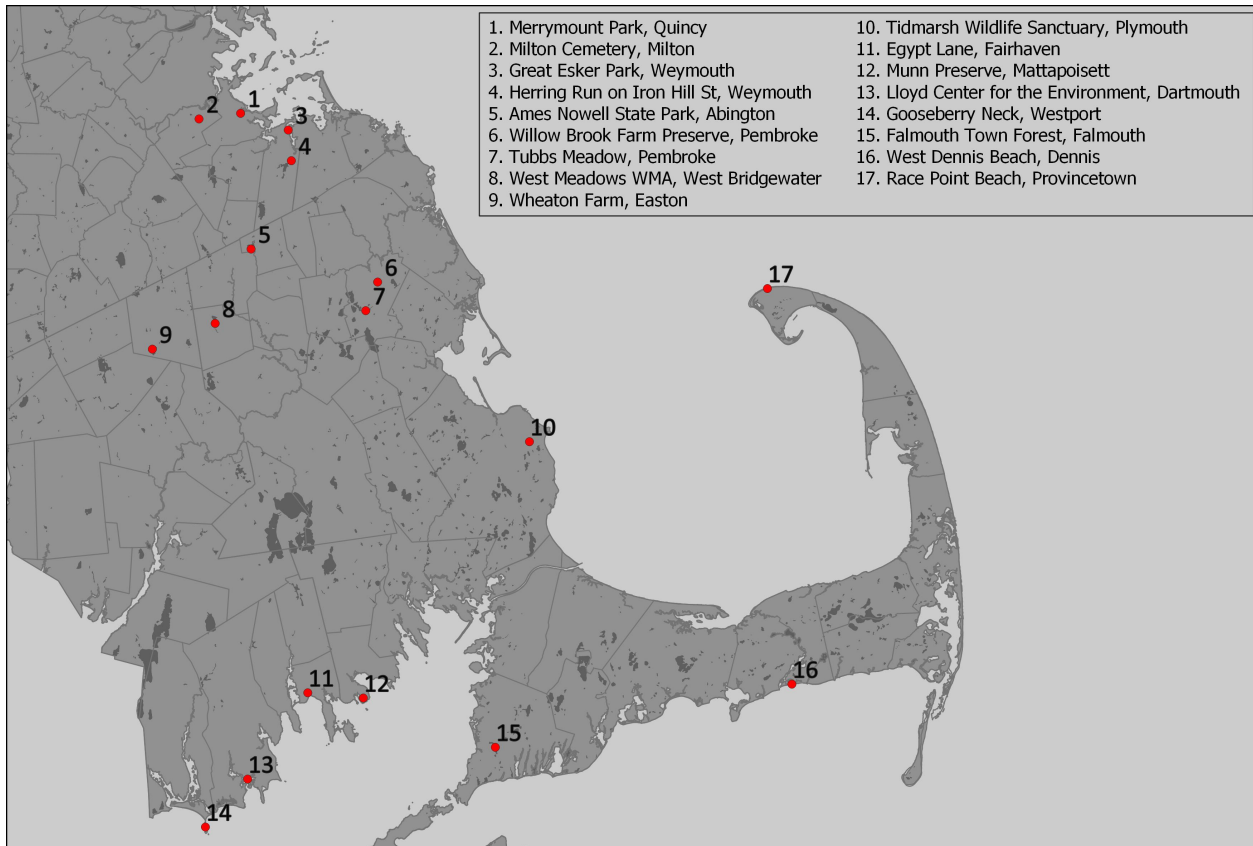 1. Merrymount Park, Quincy
2. Milton Cemetery, Milton
3. Great Esker Park, Weymouth
4. Herring Run on Iron Hill St, Weymouth
5. Ames Nowell State Park, Abington
6. Willow Brook Farm Preserve, Pembroke
7. Tubbs Meadow, Pembroke
8. West Meadows WMA, West Bridgewater
9. Wheaton Farm, Easton
10. Tidmarsh Wildlife Sanctuary, Plymouth
11. Egypt Lane, Fairhaven
12. Munn Preserve, Mattapoisett
13. Lloyd Center for the Environment, Dartmouth
14. Gooseberry Neck, Westport
15. Falmouth Town Forest, Falmouth
16. West Dennis Beach, Dennis
17. Race Point Beach, Provincetown
1
2
3
4
5
6
7
8
9
10
11
12
13
14
15
16
17